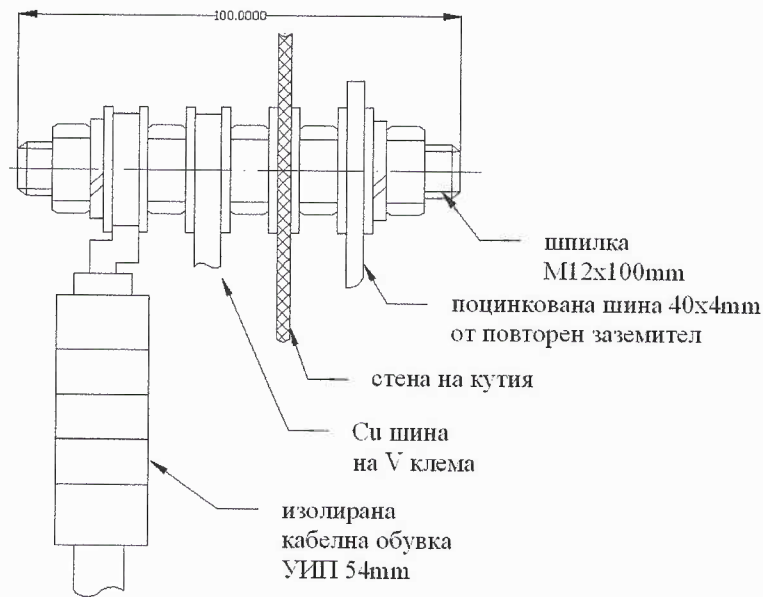 100.0000
шпилка
M12x100mm
поцинкована шина 40x4mm
от повторен заземител
стена на кутия
Cu шина
на V клема
изолирана
кабелна обувка
УИП 54mm